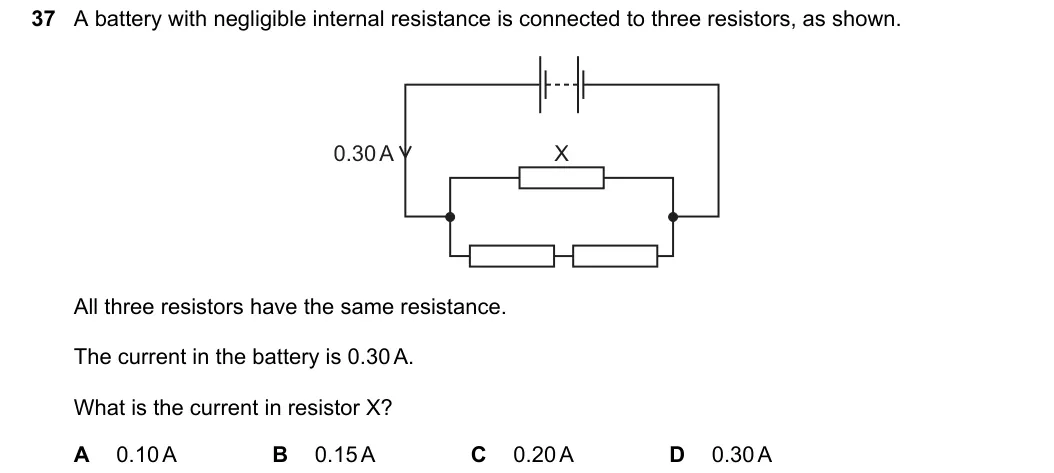 37 A battery with negligible internal resistance is connected to three resistors, as shown.
0.30 A
X
All three resistors have the same resistance.
The current in the battery is 0.30 A.
What is the current in resistor X?
A 0.10 A B 0.15 A C 0.20 A D 0.30 A